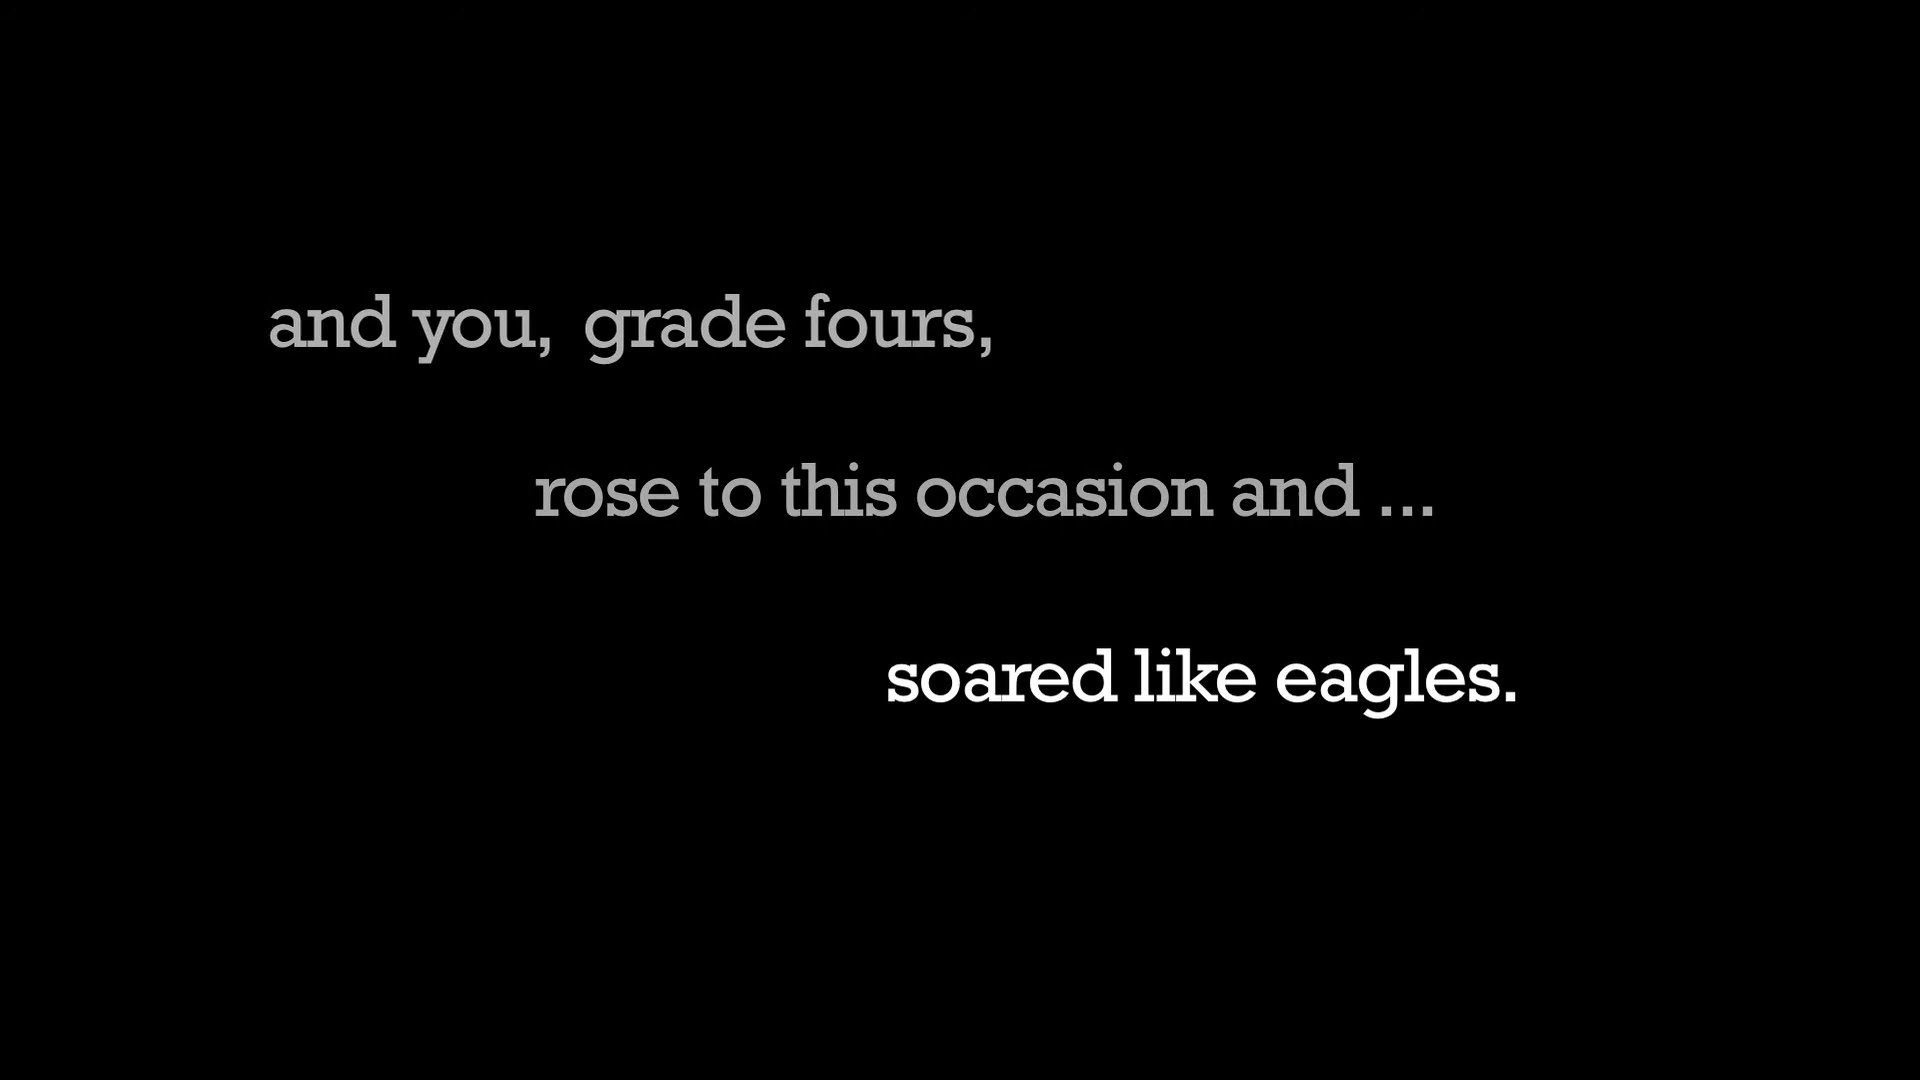 and you, grade fours,
rose to this occasion and ...
soared like eagles.